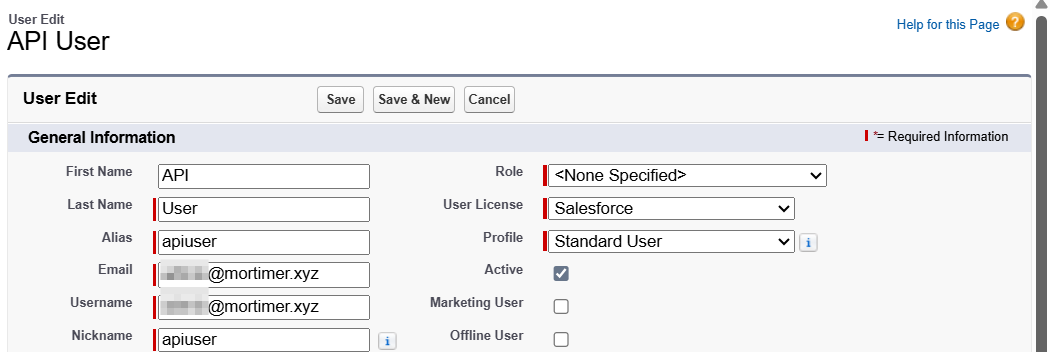 User Edit
API User
Help for this Page ?
User Edit
Save
Save & New
Cancel
General Information
*= Required Information
First Name API
Role <None Specified>
Last Name User
User License Salesforce
Alias apiuser
Profile Standard User i
Email @mortimer.xyz
Active
Username @mortimer.xyz
Marketing User
Nickname apiuser i
Offline User